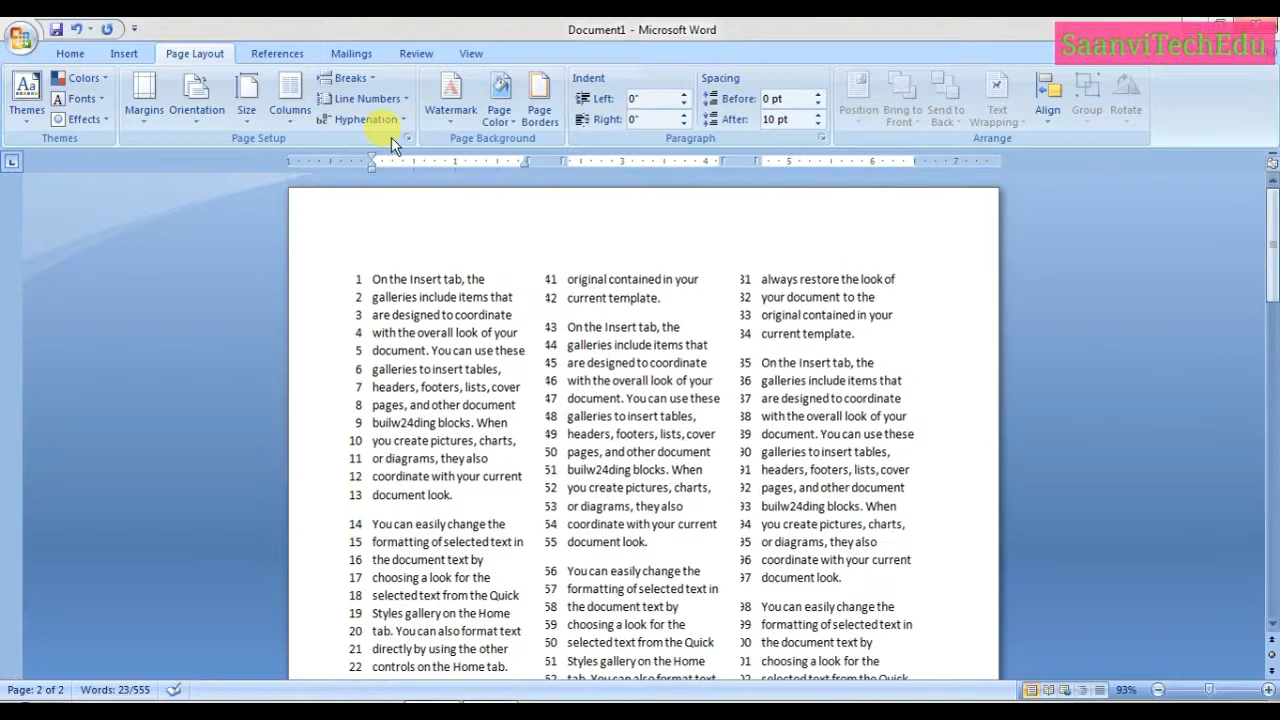 Document1 - Microsoft Word
SaanviTechEdu
Home Insert Page Layout References Mailings Review View
Themes
Colors
Fonts
Effects
Themes
Margins Orientation Size Columns
Breaks
Line Numbers
Hyphenation
Page Setup
Watermark Page Color Page Borders
Page Background
Indent
Left: 0"
Right: 0"
Spacing
Before: 0 pt
After: 10 pt
Paragraph
Position Bring to Front Send to Back Text Wrapping Align Group Rotate
Arrange
1 3 4 5 6 7
1 On the Insert tab, the
2 galleries include items that
3 are designed to coordinate
4 with the overall look of your
5 document. You can use these
6 galleries to insert tables,
7 headers, footers, lists, cover
8 pages, and other document
9 builw24ding blocks. When
10 you create pictures, charts,
11 or diagrams, they also
12 coordinate with your current
13 document look.
14 You can easily change the
15 formatting of selected text in
16 the document text by
17 choosing a look for the
18 selected text from the Quick
19 Styles gallery on the Home
20 tab. You can also format text
21 directly by using the other
22 controls on the Home tab.
41 original contained in your
42 current template.
43 On the Insert tab, the
44 galleries include items that
45 are designed to coordinate
46 with the overall look of your
47 document. You can use these
48 galleries to insert tables,
49 headers, footers, lists, cover
50 pages, and other document
51 builw24ding blocks. When
52 you create pictures, charts,
53 or diagrams, they also
54 coordinate with your current
55 document look.
56 You can easily change the
57 formatting of selected text in
58 the document text by
59 choosing a look for the
selected text from the Quick
Styles gallery on the Home
tab. You can also format text
always restore the look of
your document to the
original contained in your
current template.
On the Insert tab, the
galleries include items that
are designed to coordinate
with the overall look of your
document. You can use these
galleries to insert tables,
headers, footers, lists, cover
pages, and other document
builw24ding blocks. When
you create pictures, charts,
or diagrams, they also
coordinate with your current
document look.
You can easily change the
formatting of selected text in
the document text by
choosing a look for the
selected text from the Quick
Page: 2 of 2 Words: 23/555
93%